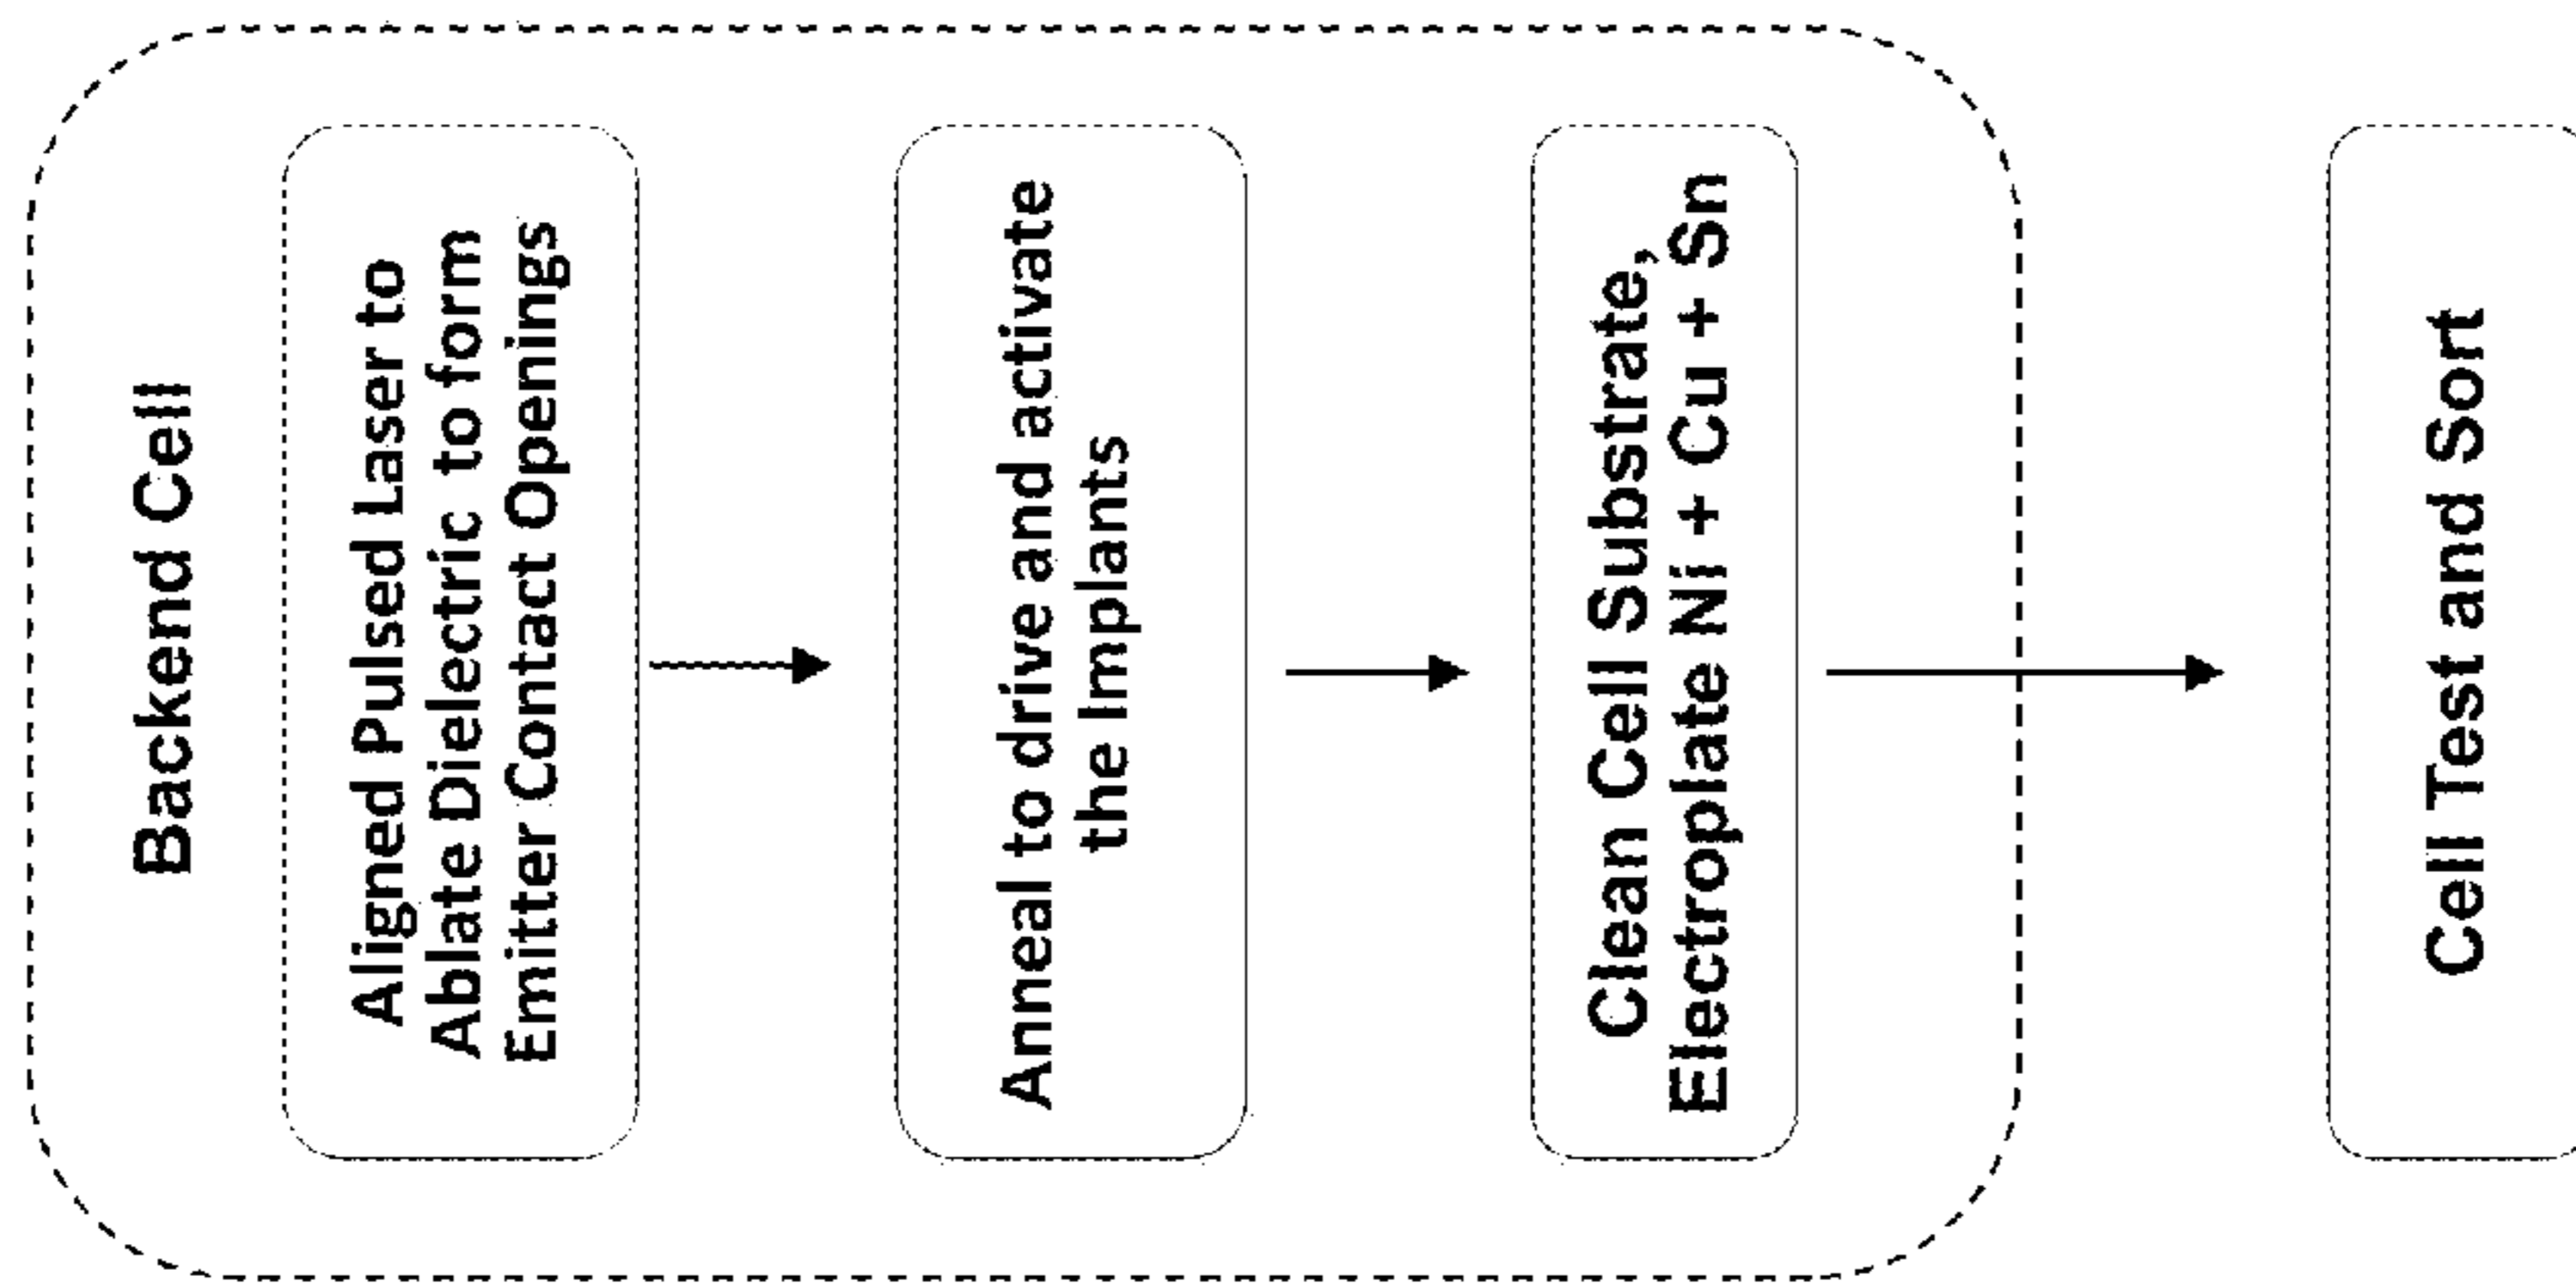 Backend Cell
Aligned Pulsed Laser to
Ablate Dielectric to form
Emitter Contact Openings
Anneal to drive and activate
the Implants
Clean Cell Substrate,
Electroplate Ni + Cu + Sn
Cell Test and Sort